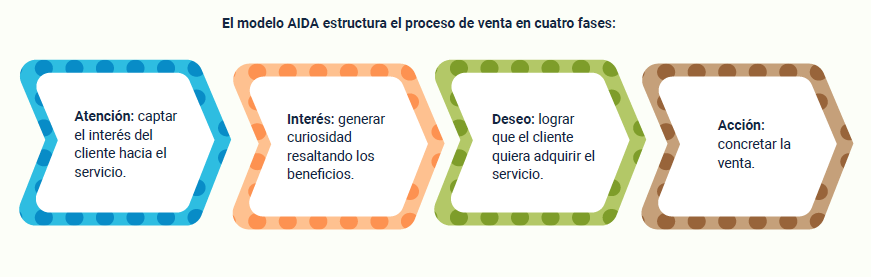 El modelo AIDA estructura el proceso de venta en cuatro fases:
Atención: captar
el interés del
cliente hacia el
servicio.
Interés: generar
curiosidad
resaltando los
beneficios.
Deseo: lograr
que el cliente
quiera adquirir el
servicio.
Acción:
concretar la
venta.